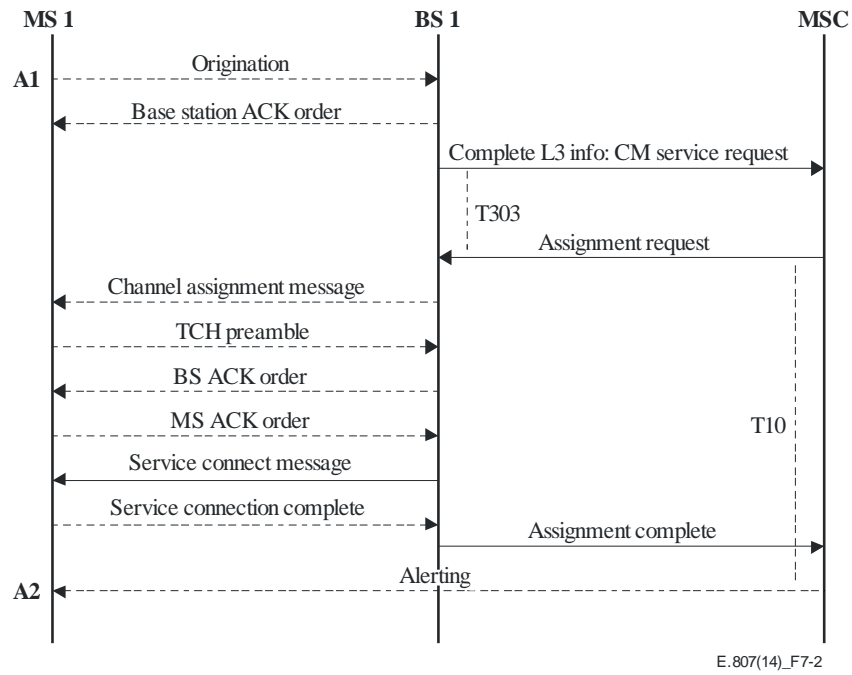 MS 1 BS 1 MSC
Origination
A1
Base station ACK order
Complete L3 info: CM service request
T303
Assignment request
Channel assignment message
TCH preamble
BS ACK order
MS ACK order
T10
Service connect message
Service connection complete
Assignment complete
Alerting
A2
E.807(14)_F7-2